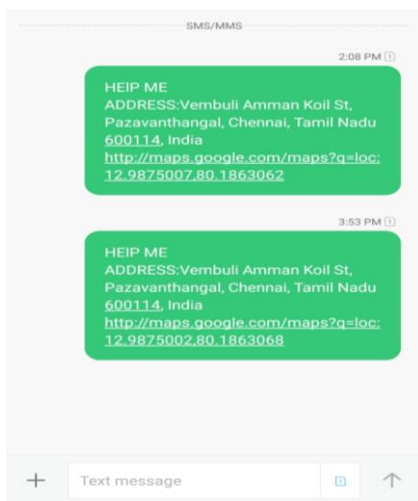 SMS/MMS
2:08 PM
HElP ME
ADDRESS:Vembuli Amman Koil St,
Pazavanthangal, Chennai, Tamil Nadu
600114, India
http://maps.google.com/maps?q=loc:
12.9875007,80.1863062
3:53 PM
HElP ME
ADDRESS:Vembuli Amman Koil St,
Pazavanthangal, Chennai, Tamil Nadu
600114, India
http://maps.google.com/maps?q=loc:
12.9875002,80.1863068
Text message